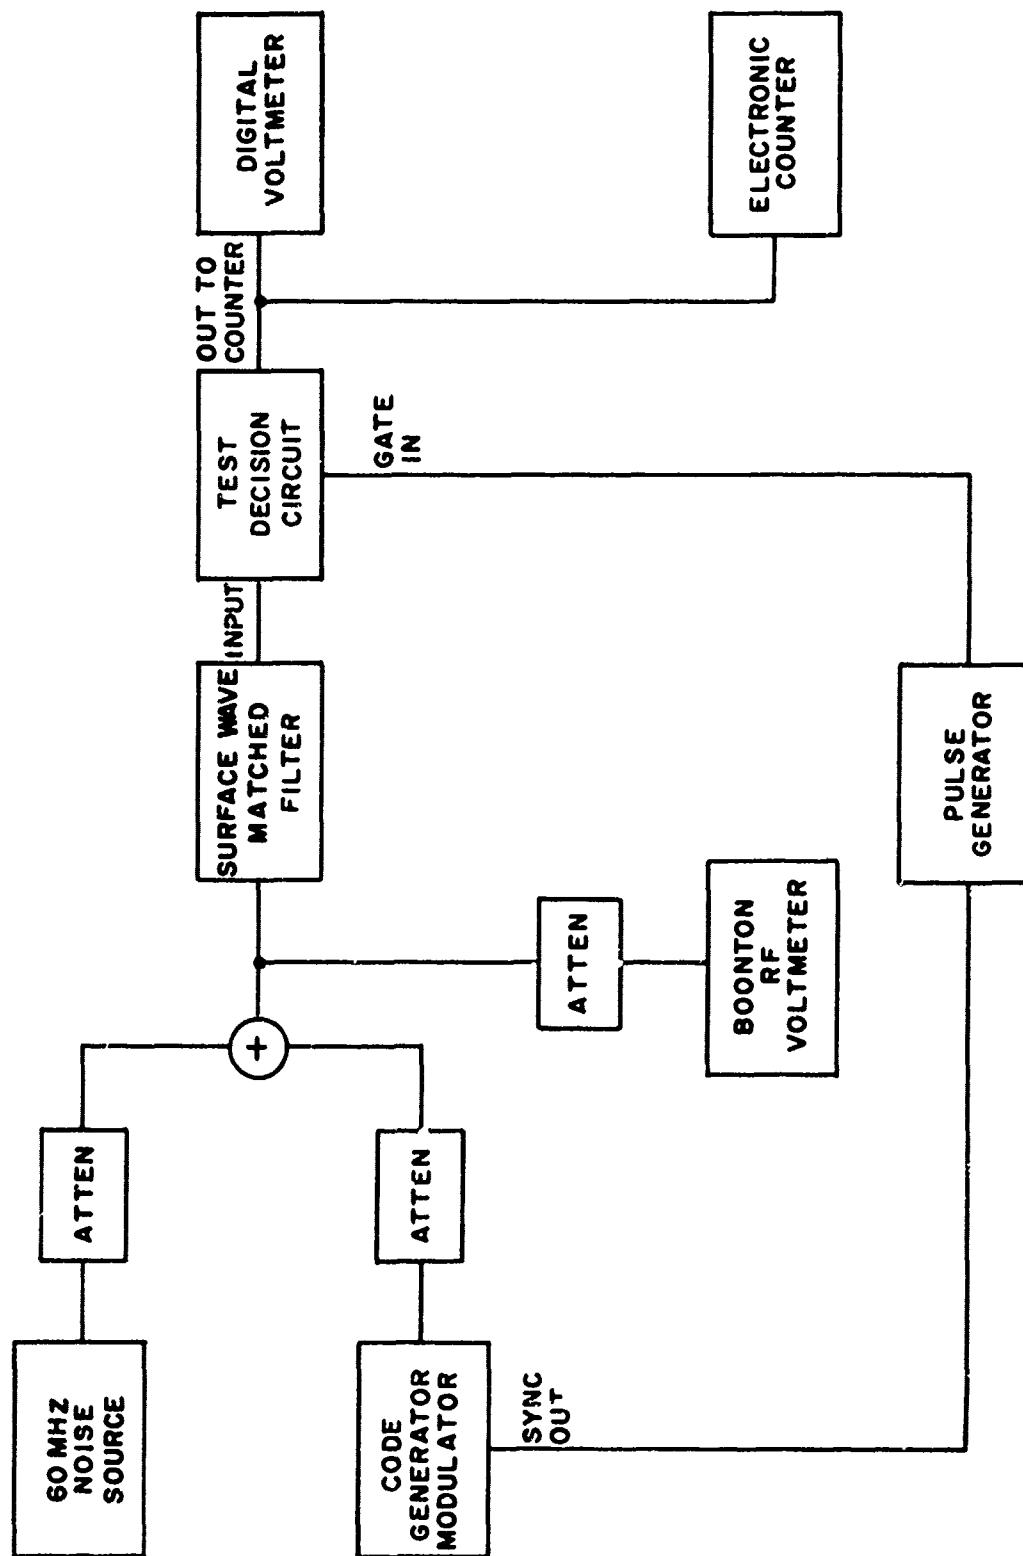 60 MHZ
NOISE
SOURCE
ATTEN
CODE
GENERATOR
MODULATOR
ATTEN
SYNC
OUT
+
ATTEN
BOONTON
RF
VOLTMETER
SURFACE WAVE
MATCHED
FILTER
INPUT
TEST
DECISION
CIRCUIT
GATE
IN
PULSE
GENERATOR
OUT TO
COUNTER
DIGITAL
VOLTMETER
ELECTRONIC
COUNTER